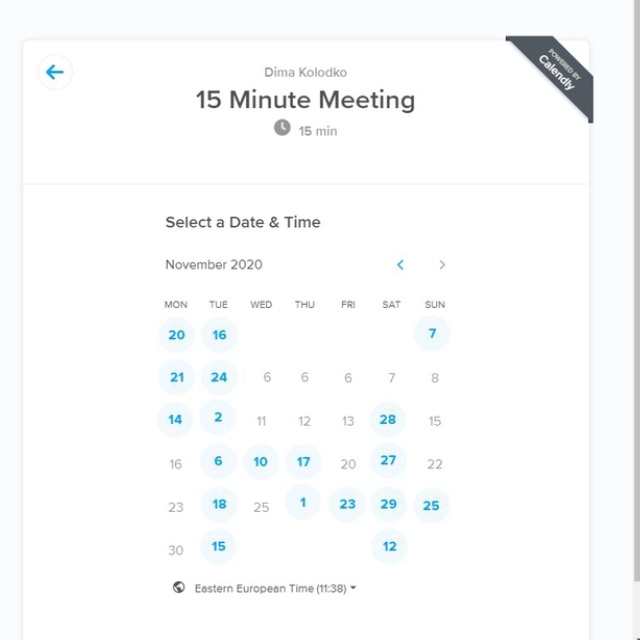 POWERED BY
Calendly
Dima Kolodko
15 Minute Meeting
15 min
Select a Date & Time
November 2020
MON TUE WED THU FRI SAT SUN
20 16 7
21 24 6 6 6 7 8
14 2 11 12 13 28 15
16 6 10 17 20 27 22
23 18 25 1 23 29 25
30 15 12
Eastern European Time (11:38)